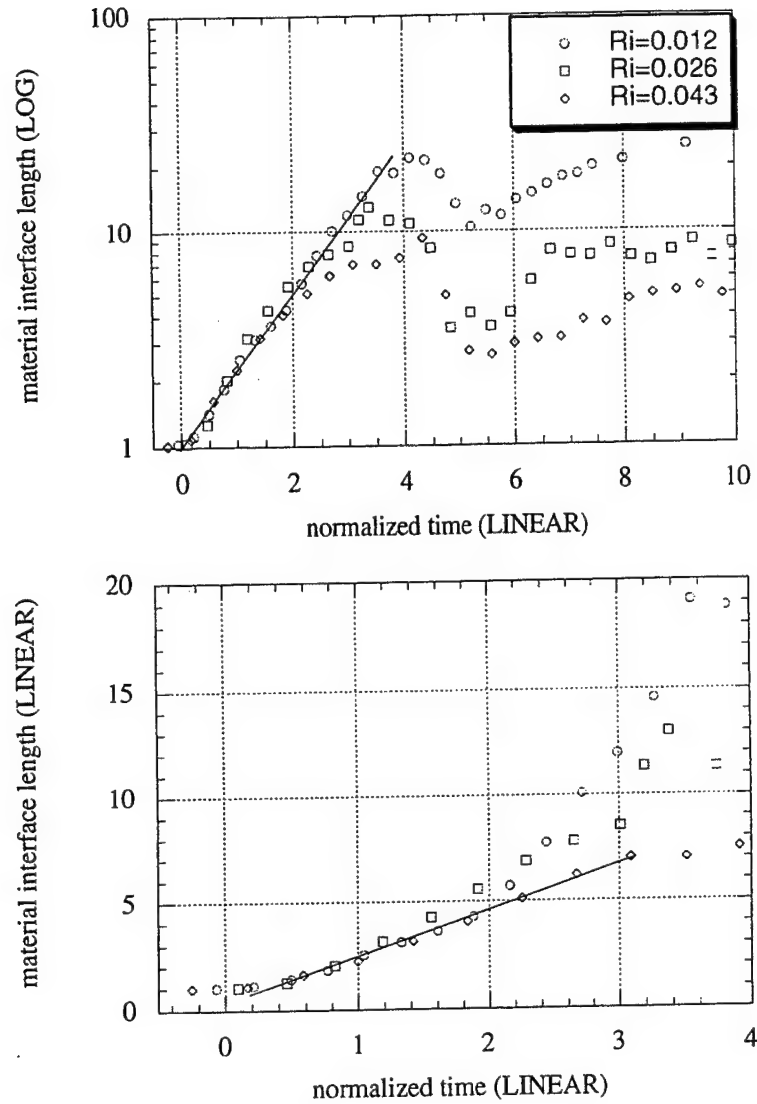 100
Ri=0.012
Ri=0.026
Ri=0.043
material interface length (LOG)
10
1
0 2 4 6 8 10
normalized time (LINEAR)
20
15
material interface length (LINEAR)
10
5
0
0 1 2 3 4
normalized time (LINEAR)